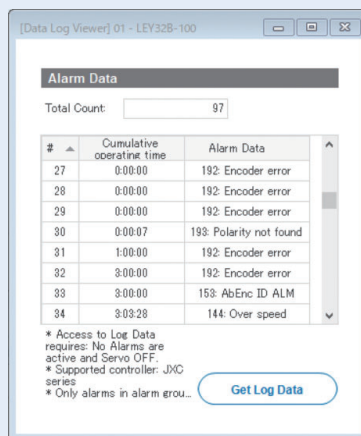 [Data Log Viewer] 01 - LEY32B-100
Alarm Data
Total Count: 97
# Cumulative operating time Alarm Data
27 0:00:00 192: Encoder error
28 0:00:00 192: Encoder error
29 0:00:00 192: Encoder error
30 0:00:07 193: Polarity not found
31 1:00:00 192: Encoder error
32 3:00:00 192: Encoder error
33 3:00:00 153: AbEnc ID ALM
34 3:03:28 144: Over speed
* Access to Log Data
requires: No Alarms are
active and Servo OFF.
* Supported controller: JXC
series
* Only alarms in alarm grou...
Get Log Data